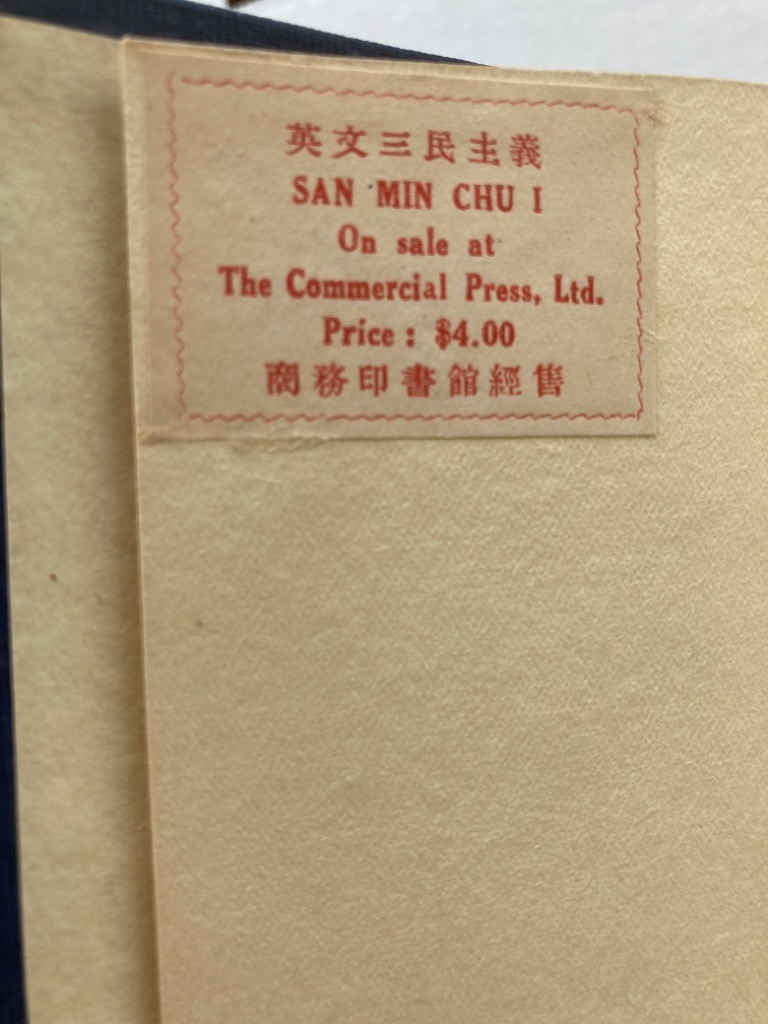 英文三民主義
SAN MIN CHU I
On sale at
The Commercial Press, Ltd.
Price : $4.00
商務印書館經售